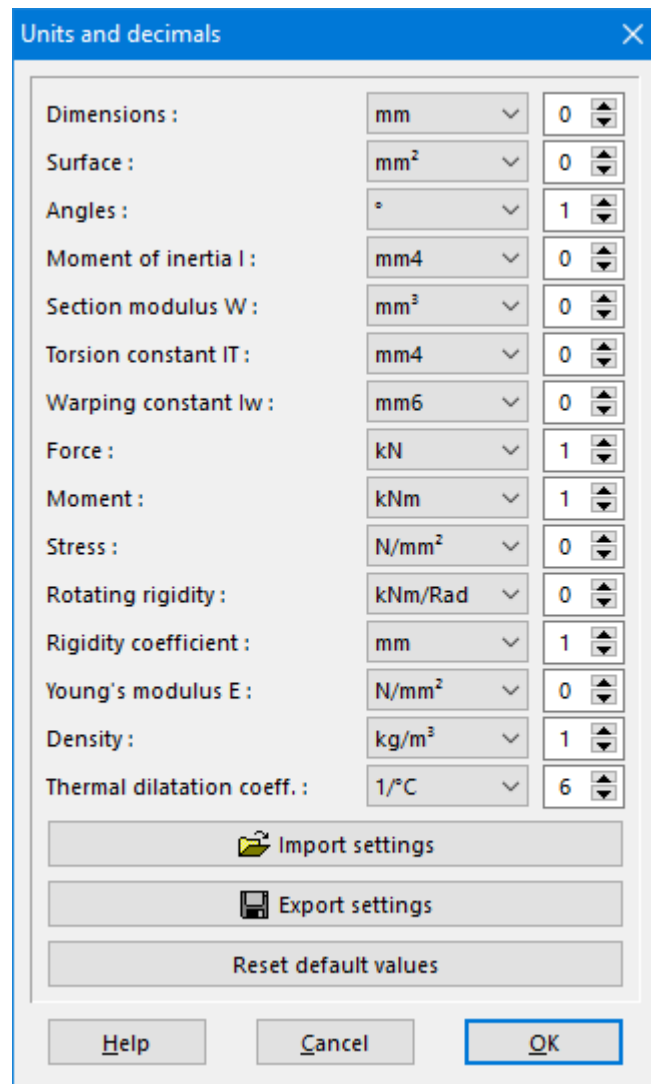 Units and decimals
Dimensions : mm 0
Surface : mm² 0
Angles : ° 1
Moment of inertia I : mm4 0
Section modulus W : mm³ 0
Torsion constant IT : mm4 0
Warping constant Iw : mm6 0
Force : kN 1
Moment : kNm 1
Stress : N/mm² 0
Rotating rigidity : kNm/Rad 0
Rigidity coefficient : mm 1
Young's modulus E : N/mm² 0
Density : kg/m³ 1
Thermal dilatation coeff. : 1/°C 6
Import settings
Export settings
Reset default values
Help Cancel OK